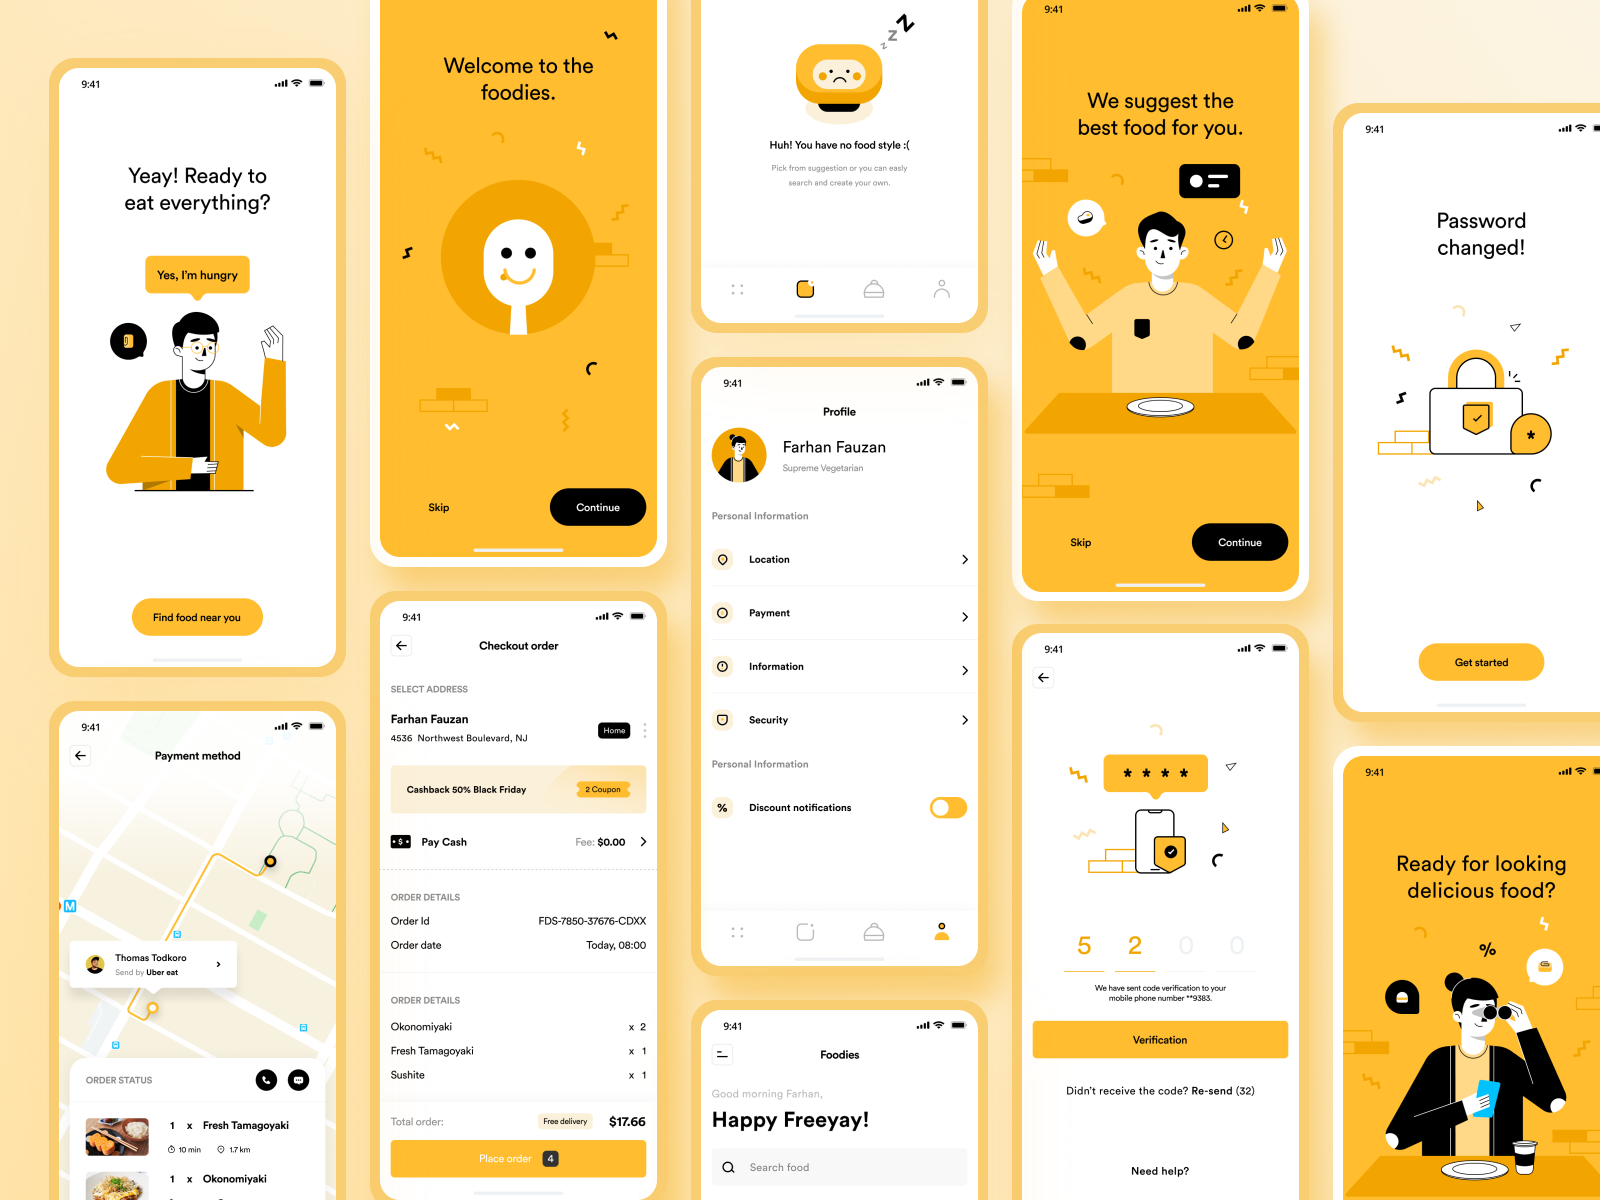 9:41
Yeay! Ready to
eat everything?
Yes, I'm hungry
Find food near you
9:41
Payment method
M
Thomas Todkoro
Send by Uber eat
ORDER STATUS
1 x Fresh Tamagoyaki
10 min 1.7 km
1 x Okonomiyaki
Welcome to the
foodies.
Skip
Continue
9:41
Checkout order
SELECT ADDRESS
Farhan Fauzan
4536 Northwest Boulevard, NJ
Home
Cashback 50% Black Friday
2 Coupon
$
Pay Cash
Fee: $0.00
ORDER DETAILS
Order Id FDS-7850-37676-CDXX
Order date Today, 08:00
ORDER DETAILS
Okonomiyaki x 2
Fresh Tamagoyaki x 1
Sushite x 1
Total order: Free delivery $17.66
Place order 4
z Z Z
Huh! You have no food style :(
Pick from suggestion or you can easly
search and create your own.
9:41
Profile
Farhan Fauzan
Supreme Vegetarian
Personal Information
Location
Payment
Information
Security
Personal Information
% Discount notifications
9:41
Foodies
Good morning Farhan,
Happy Freeyay!
Search food
9:41
We suggest the
best food for you.
Skip
Continue
9:41
* * * *
5 2 0 0
We have sent code verification to your
mobile phone number **9383.
Verification
Didn't receive the code? Re-send (32)
Need help?
9:41
Password
changed!
*
Get started
9:41
Ready for looking
delicious food?
%